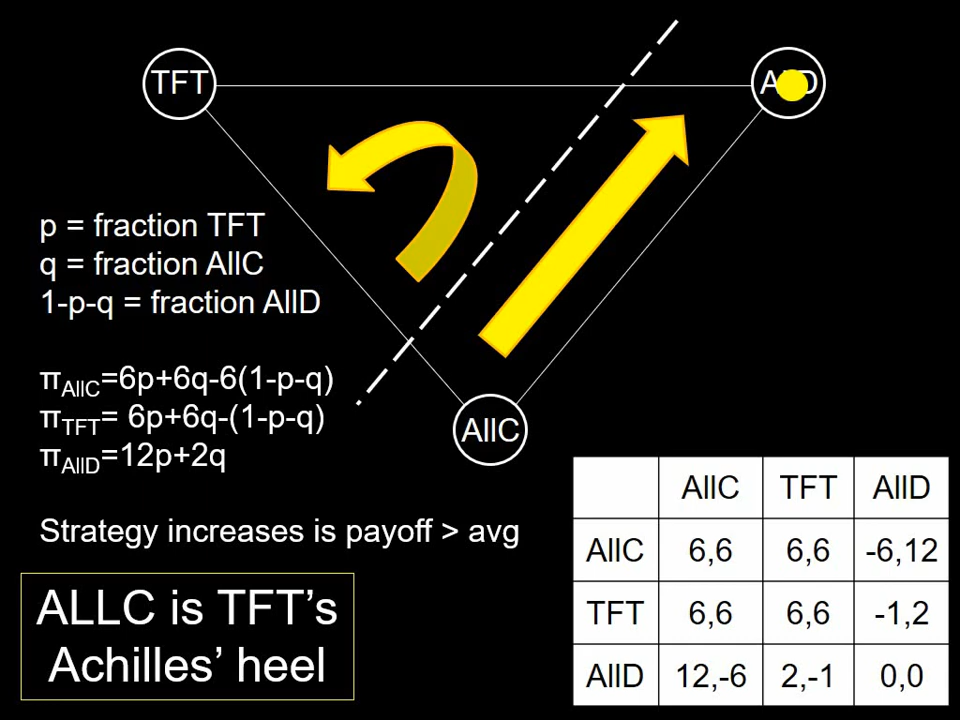 TFT
AllD
p = fraction TFT
q = fraction AllC
1-p-q = fraction AllD
πAllC=6p+6q-6(1-p-q)
πTFT= 6p+6q-(1-p-q)
πAllD=12p+2q
AllC
Strategy increases is payoff > avg
ALLC is TFT’s
Achilles’ heel
AllC TFT AllD
AllC 6,6 6,6 -6,12
TFT 6,6 6,6 -1,2
AllD 12,-6 2,-1 0,0